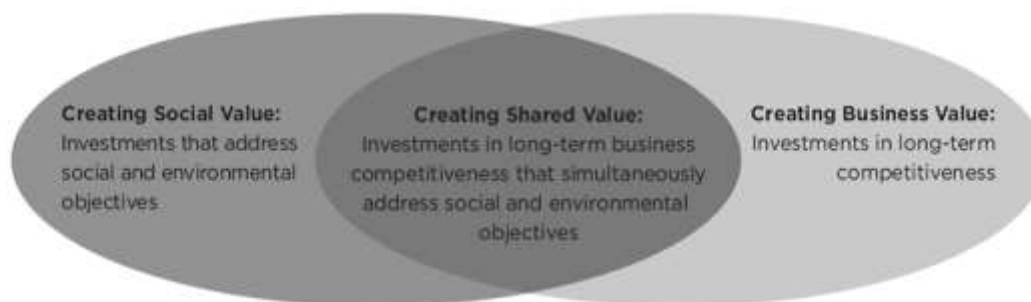 Creating Social Value:
Investments that address
social and environmental
objectives
Creating Shared Value:
Investments in long-term business
competitiveness that simultaneously
address social and environmental
objectives
Creating Business Value:
Investments in long-term
competitiveness